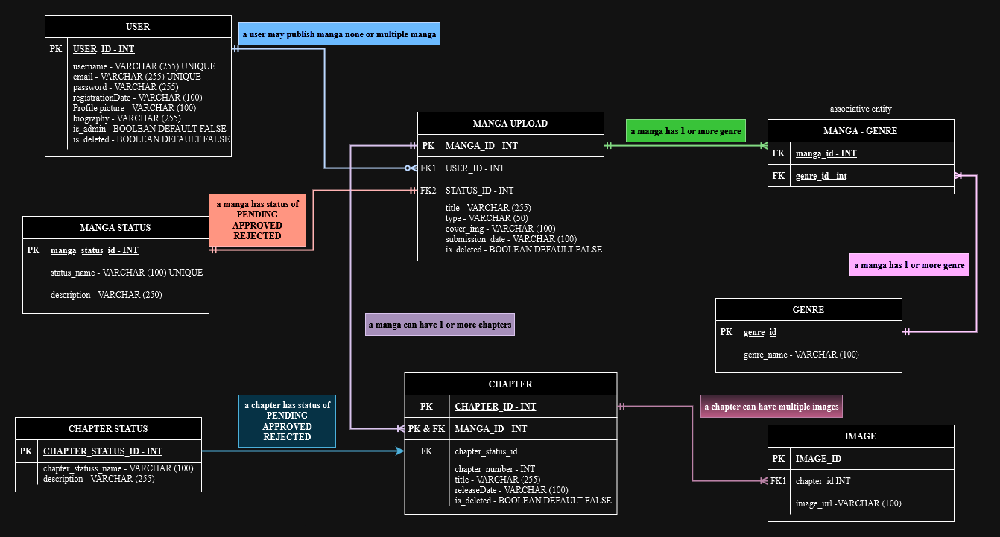 USER
PK USER_ID - INT
username - VARCHAR (255) UNIQUE
email - VARCHAR (255) UNIQUE
password - VARCHAR (255)
registrationDate - VARCHAR (100)
Profile picture - VARCHAR (100)
biography - VARCHAR (255)
is_admin - BOOLEAN DEFAULT FALSE
is_deleted - BOOLEAN DEFAULT FALSE
a user may publish manga none or multiple manga
MANGA UPLOAD
PK MANGA_ID - INT
FK1 USER_ID - INT
FK2 STATUS_ID - INT
title - VARCHAR (255)
type - VARCHAR (50)
cover_img - VARCHAR (100)
submission_date - VARCHAR (100)
is_deleted - BOOLEAN DEFAULT FALSE
a manga has 1 or more genre
associative entity
MANGA - GENRE
FK manga_id - INT
FK genre_id - int
a manga has status of
PENDING
APPROVED
REJECTED
MANGA STATUS
PK manga_status_id - INT
status_name - VARCHAR (100) UNIQUE
description - VARCHAR (250)
a manga has 1 or more genre
GENRE
PK genre_id
genre_name - VARCHAR (100)
a manga can have 1 or more chapters
CHAPTER
PK CHAPTER_ID - INT
PK & FK MANGA_ID - INT
FK chapter_status_id
chapter_number - INT
title - VARCHAR (255)
releaseDate - VARCHAR (100)
is_deleted - BOOLEAN DEFAULT FALSE
a chapter has status of
PENDING
APPROVED
REJECTED
CHAPTER STATUS
PK CHAPTER_STATUS_ID - INT
chapter_statuss_name - VARCHAR (100)
description - VARCHAR (255)
a chapter can have multiple images
IMAGE
PK IMAGE_ID
FK1 chapter_id INT
image_url -VARCHAR (100)